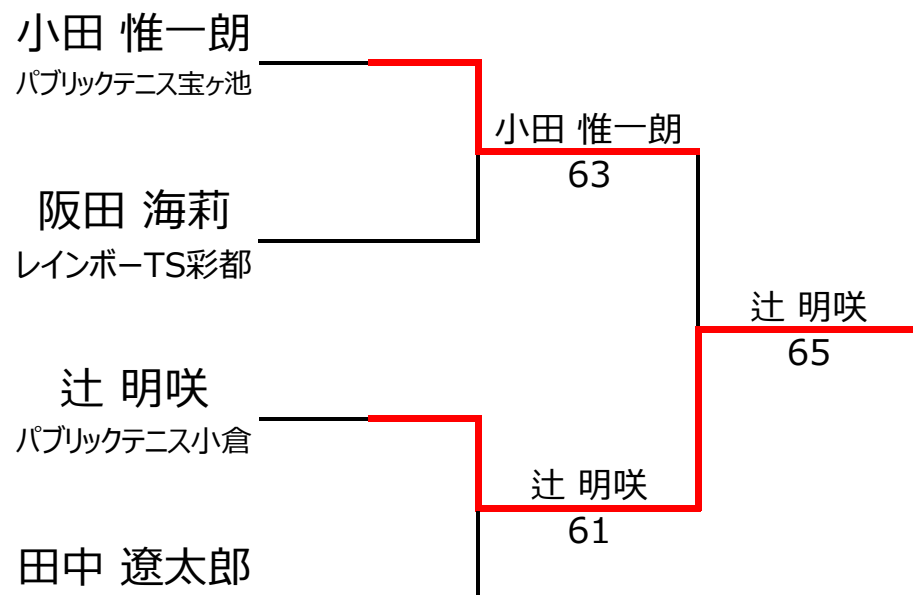 小田 惟一朗
パブリックテニス宝ヶ池
小田 惟一朗
63
阪田 海莉
レインボーTS彩都
辻 明咲
65
辻 明咲
パブリックテニス小倉
辻 明咲
61
田中 遼太郎